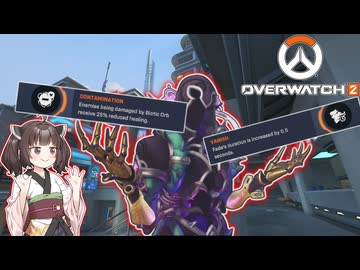 OVERWATCH 2
CONTAMINATION
Enemies being damaged by Biotic Orb
receive 25% reduced healing.
VANISH
Fade's duration is increased by 0.5
seconds.